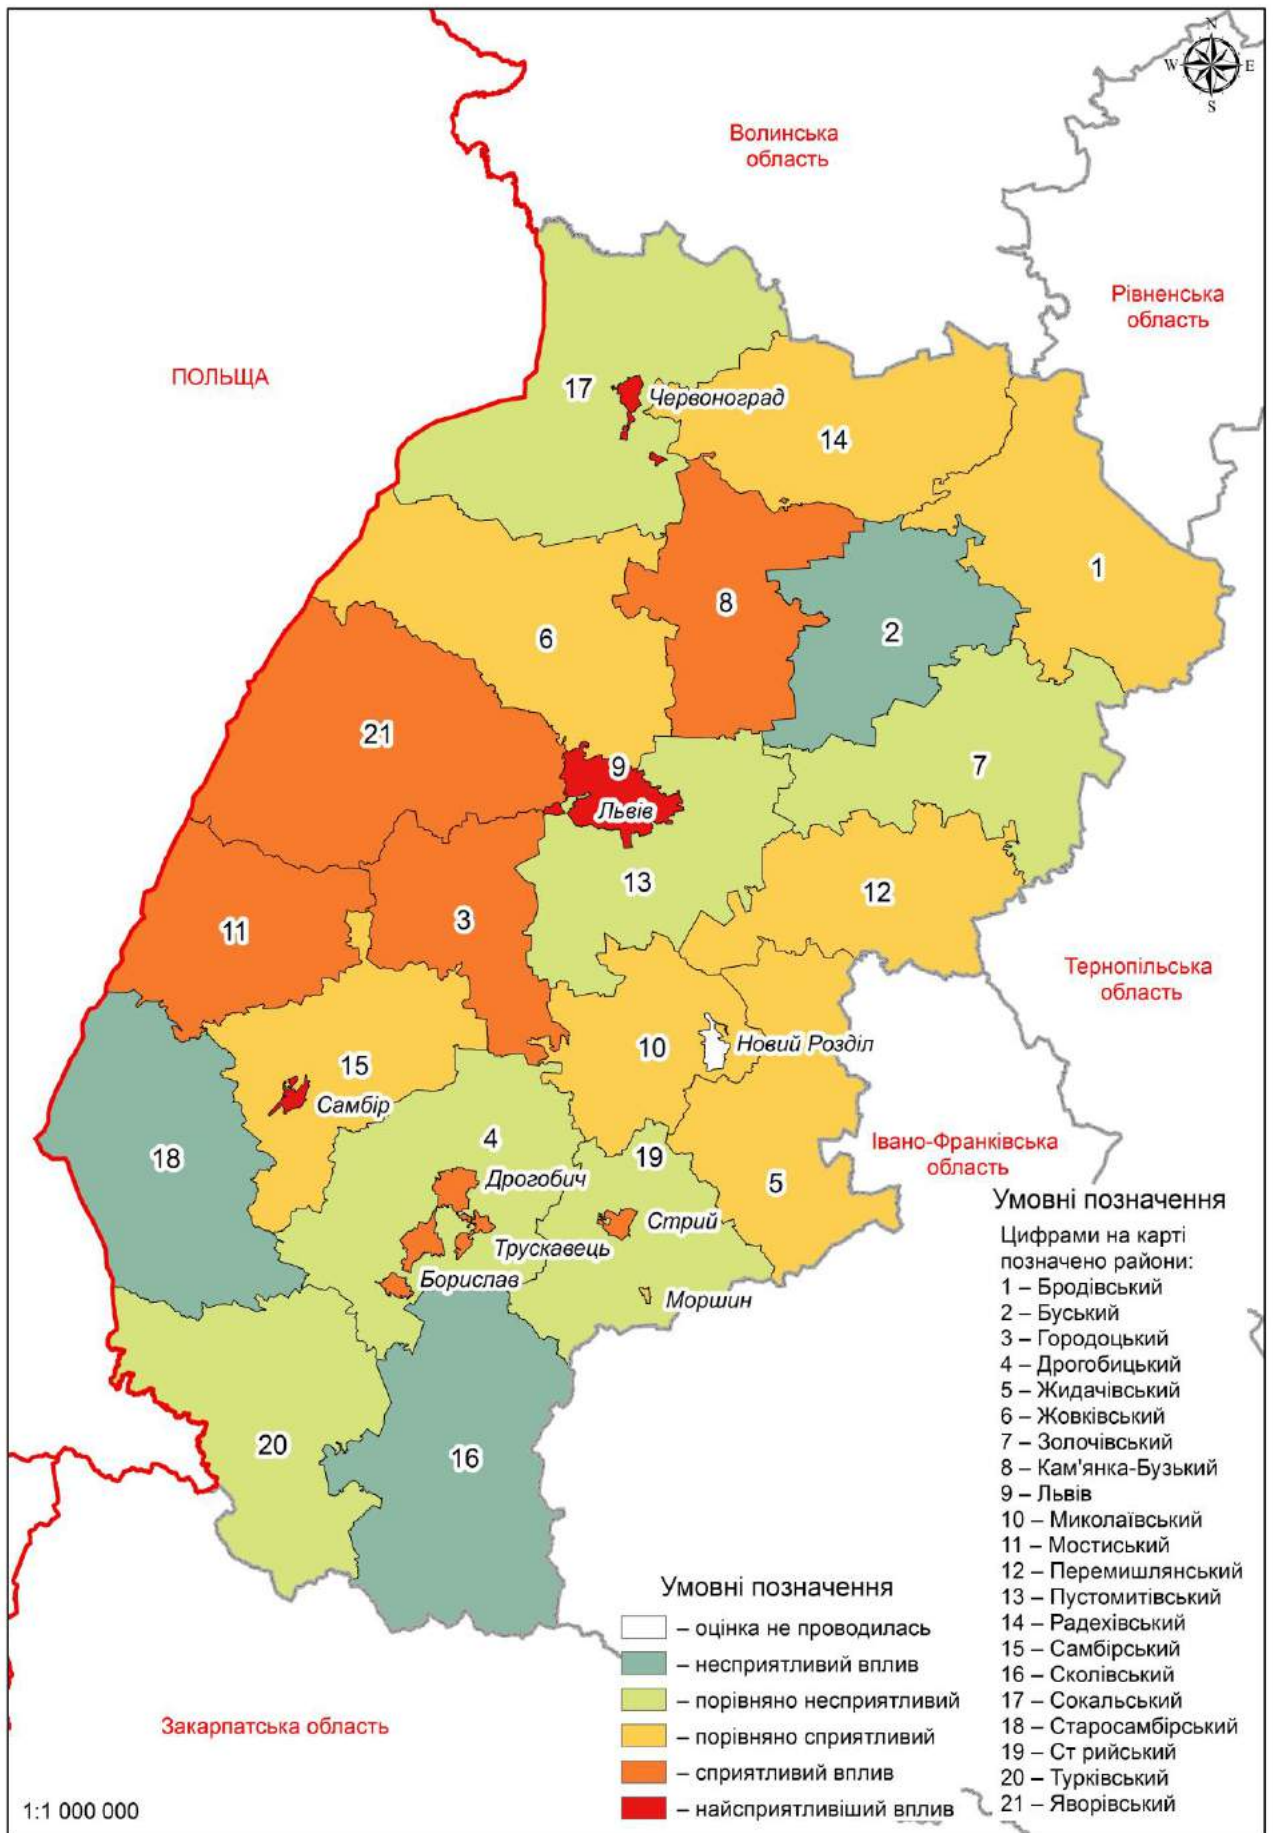 N
W
E
S
Волинська
область
Рівненська
область
ПОЛЬЩА
17
Червоноград
14
1
8
2
6
21
7
9
Львів
13
12
11
3
Тернопільська
область
10
Новий Розділ
15
Самбір
18
4
19
Івано-Франківська
область
5
Дрогобич
Стрий
Трускавець
Борислав
Моршин
20
16
Закарпатська область
1:1 000 000
Умовні позначення
– оцінка не проводилась
– несприятливий вплив
– порівняно несприятливий
– порівняно сприятливий
– сприятливий вплив
– найсприятливіший вплив
Умовні позначення
Цифрами на карті
позначено райони:
1 – Бродівський
2 – Буський
3 – Городоцький
4 – Дрогобицький
5 – Жидачівський
6 – Жовківський
7 – Золочівський
8 – Кам'янка-Бузький
9 – Львів
10 – Миколаївський
11 – Мостиський
12 – Перемишлянський
13 – Пустомитівський
14 – Радехівський
15 – Самбірський
16 – Сколівський
17 – Сокальський
18 – Старосамбірський
19 – Ст рийський
20 – Турківський
21 – Яворівський